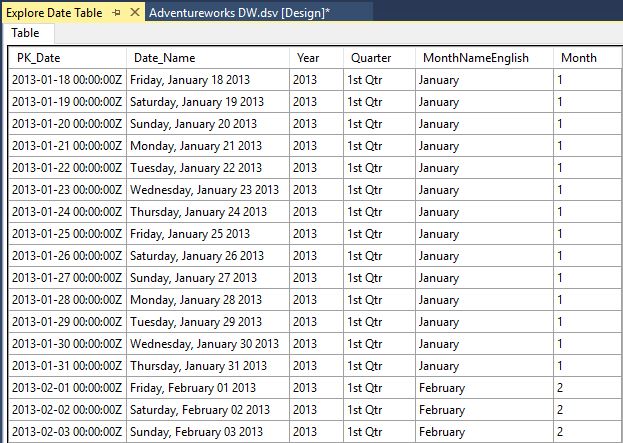 Explore Date Table Adventureworks DW.dsv [Design]*
Table
PK_Date Date_Name Year Quarter MonthNameEnglish Month
2013-01-18 00:00:00Z Friday, January 18 2013 2013 1st Qtr January 1
2013-01-19 00:00:00Z Saturday, January 19 2013 2013 1st Qtr January 1
2013-01-20 00:00:00Z Sunday, January 20 2013 2013 1st Qtr January 1
2013-01-21 00:00:00Z Monday, January 21 2013 2013 1st Qtr January 1
2013-01-22 00:00:00Z Tuesday, January 22 2013 2013 1st Qtr January 1
2013-01-23 00:00:00Z Wednesday, January 23 2013 2013 1st Qtr January 1
2013-01-24 00:00:00Z Thursday, January 24 2013 2013 1st Qtr January 1
2013-01-25 00:00:00Z Friday, January 25 2013 2013 1st Qtr January 1
2013-01-26 00:00:00Z Saturday, January 26 2013 2013 1st Qtr January 1
2013-01-27 00:00:00Z Sunday, January 27 2013 2013 1st Qtr January 1
2013-01-28 00:00:00Z Monday, January 28 2013 2013 1st Qtr January 1
2013-01-29 00:00:00Z Tuesday, January 29 2013 2013 1st Qtr January 1
2013-01-30 00:00:00Z Wednesday, January 30 2013 2013 1st Qtr January 1
2013-01-31 00:00:00Z Thursday, January 31 2013 2013 1st Qtr January 1
2013-02-01 00:00:00Z Friday, February 01 2013 2013 1st Qtr February 2
2013-02-02 00:00:00Z Saturday, February 02 2013 2013 1st Qtr February 2
2013-02-03 00:00:00Z Sunday, February 03 2013 2013 1st Qtr February 2